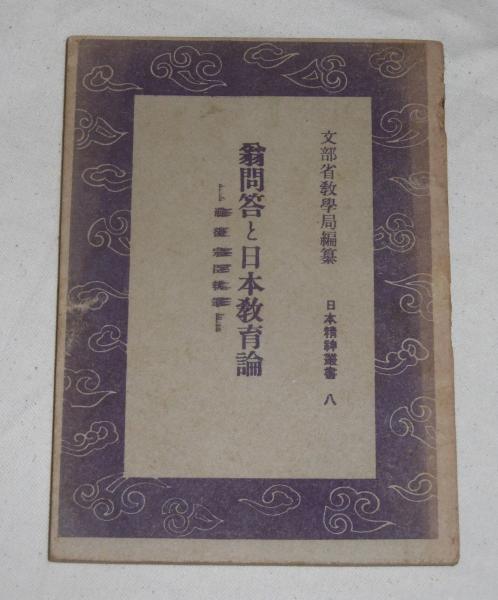 文部省教學局編纂
日本精神叢書 八
翁問答と日本教育論